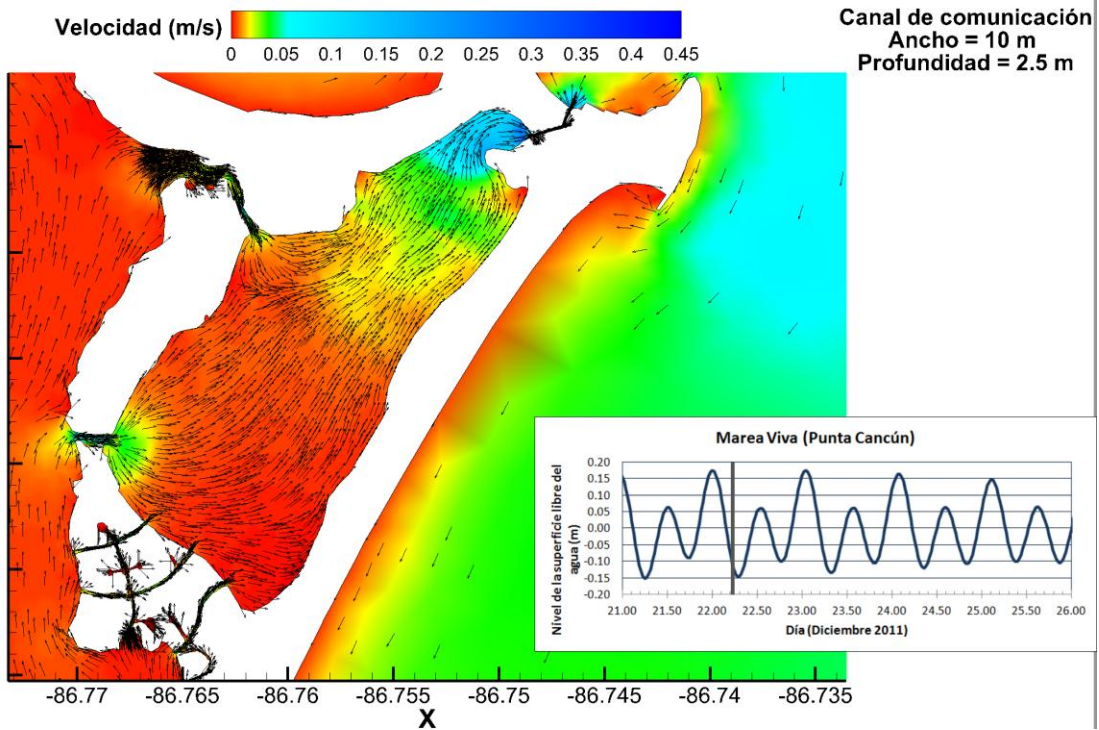 Velocidad (m/s)
0 0.05 0.1 0.15 0.2 0.25 0.3 0.35 0.4 0.45
Canal de comunicación
Ancho = 10 m
Profundidad = 2.5 m
Marea Viva (Punta Cancún)
Nivel de la superficie libre del
agua (m)
0.20
0.15
0.10
0.05
0.00
-0.05
-0.10
-0.15
-0.20
21.00 21.50 22.00 22.50 23.00 23.50 24.00 24.50 25.00 25.50 26.00
Día (Diciembre 2011)
-86.77 -86.765 -86.76 -86.755 -86.75 -86.745 -86.74 -86.735
X